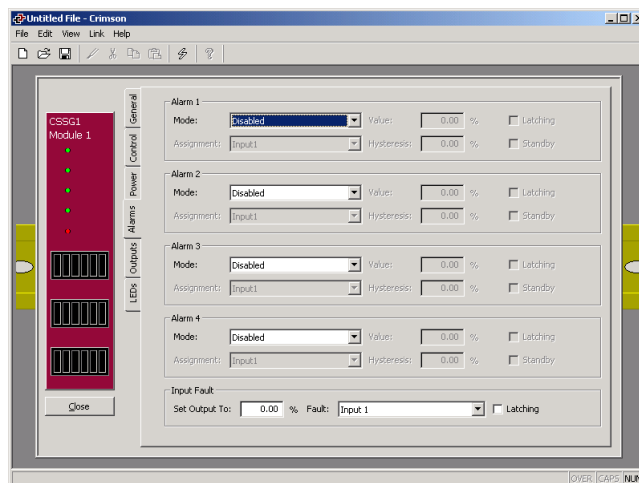 Untitled File - Crimson
File Edit View Link Help
CSSG1
Module 1
Close
General
Control
Power
Alarms
Outputs
LEDs
Alarm 1
Mode: Disabled Value: 0.00 % Latching
Assignment: Input1 Hysteresis: 0.00 % Standby
Alarm 2
Mode: Disabled Value: 0.00 % Latching
Assignment: Input1 Hysteresis: 0.00 % Standby
Alarm 3
Mode: Disabled Value: 0.00 % Latching
Assignment: Input1 Hysteresis: 0.00 % Standby
Alarm 4
Mode: Disabled Value: 0.00 % Latching
Assignment: Input1 Hysteresis: 0.00 % Standby
Input Fault
Set Output To: 0.00 % Fault: Input 1 Latching
OVER CAPS NUM